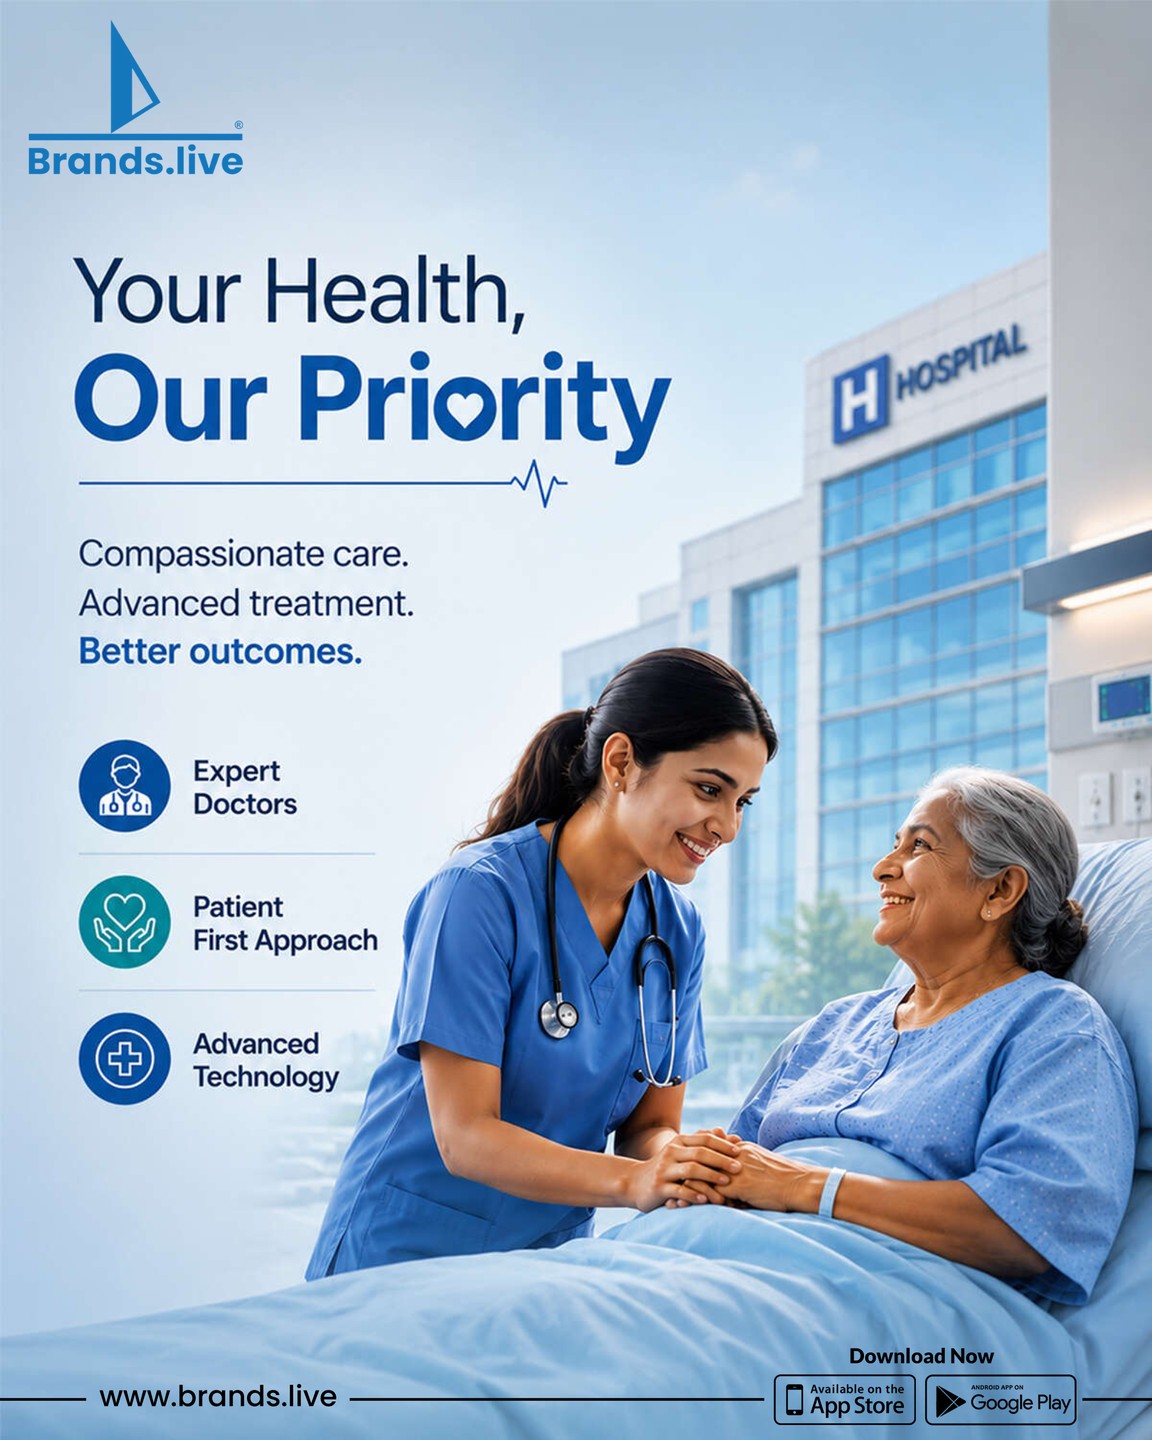 Brands.live
®
Your Health,
Our Priority
H HOSPITAL
Compassionate care.
Advanced treatment.
Better outcomes.
Expert
Doctors
Patient
First Approach
Advanced
Technology
Download Now
www.brands.live
Available on the
App Store
ANDROID APP ON
Google Play